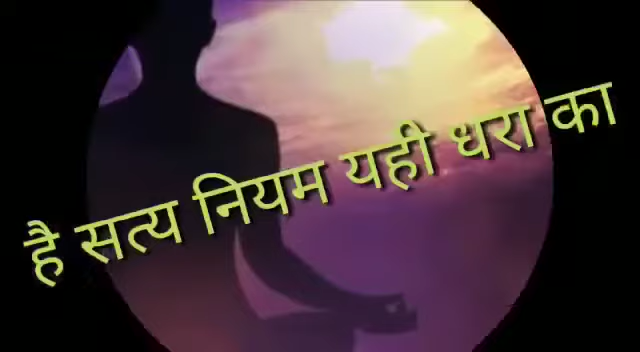 है सत्य नियम यही धरा का